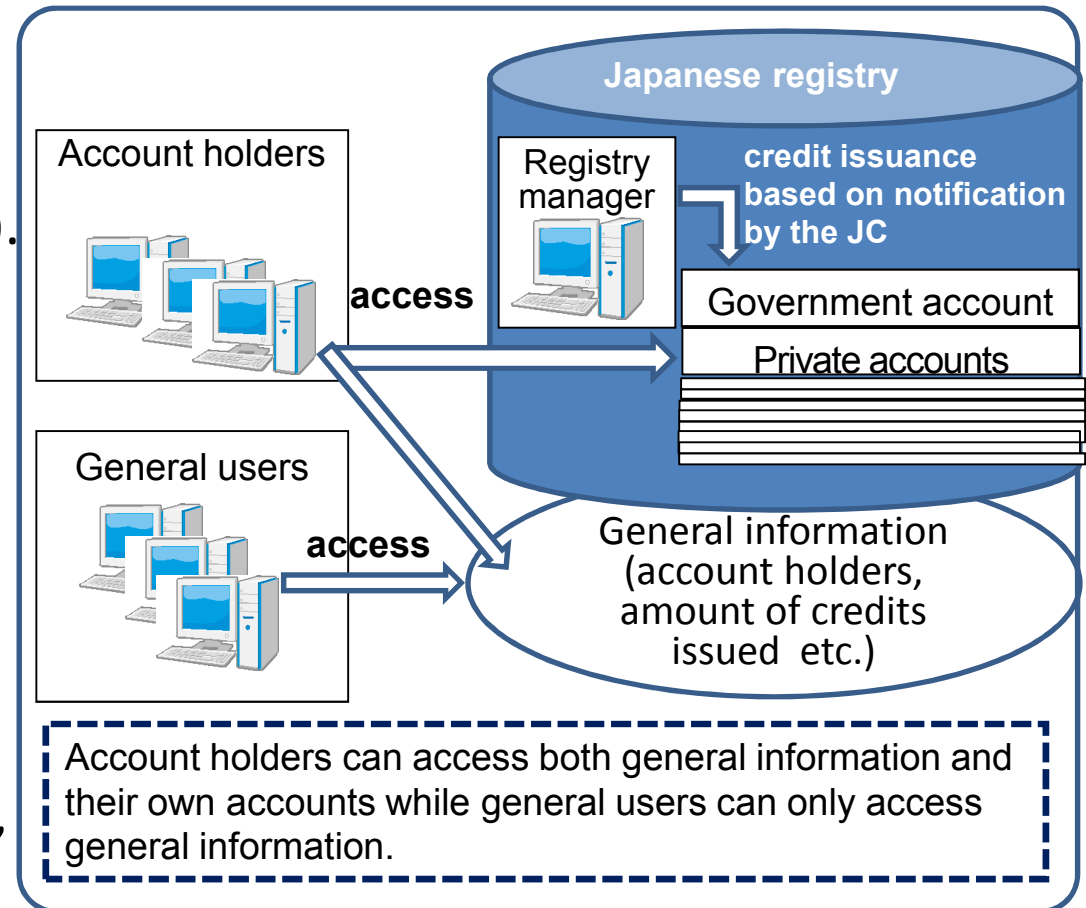 Japanese registry
Account holders
Registry
manager
credit issuance
based on notification
by the JC
).
access
Government account
Private accounts
General users
access
General information
(account holders,
amount of credits
issued etc.)
Account holders can access both general information and
their own accounts while general users can only access
general information.
,